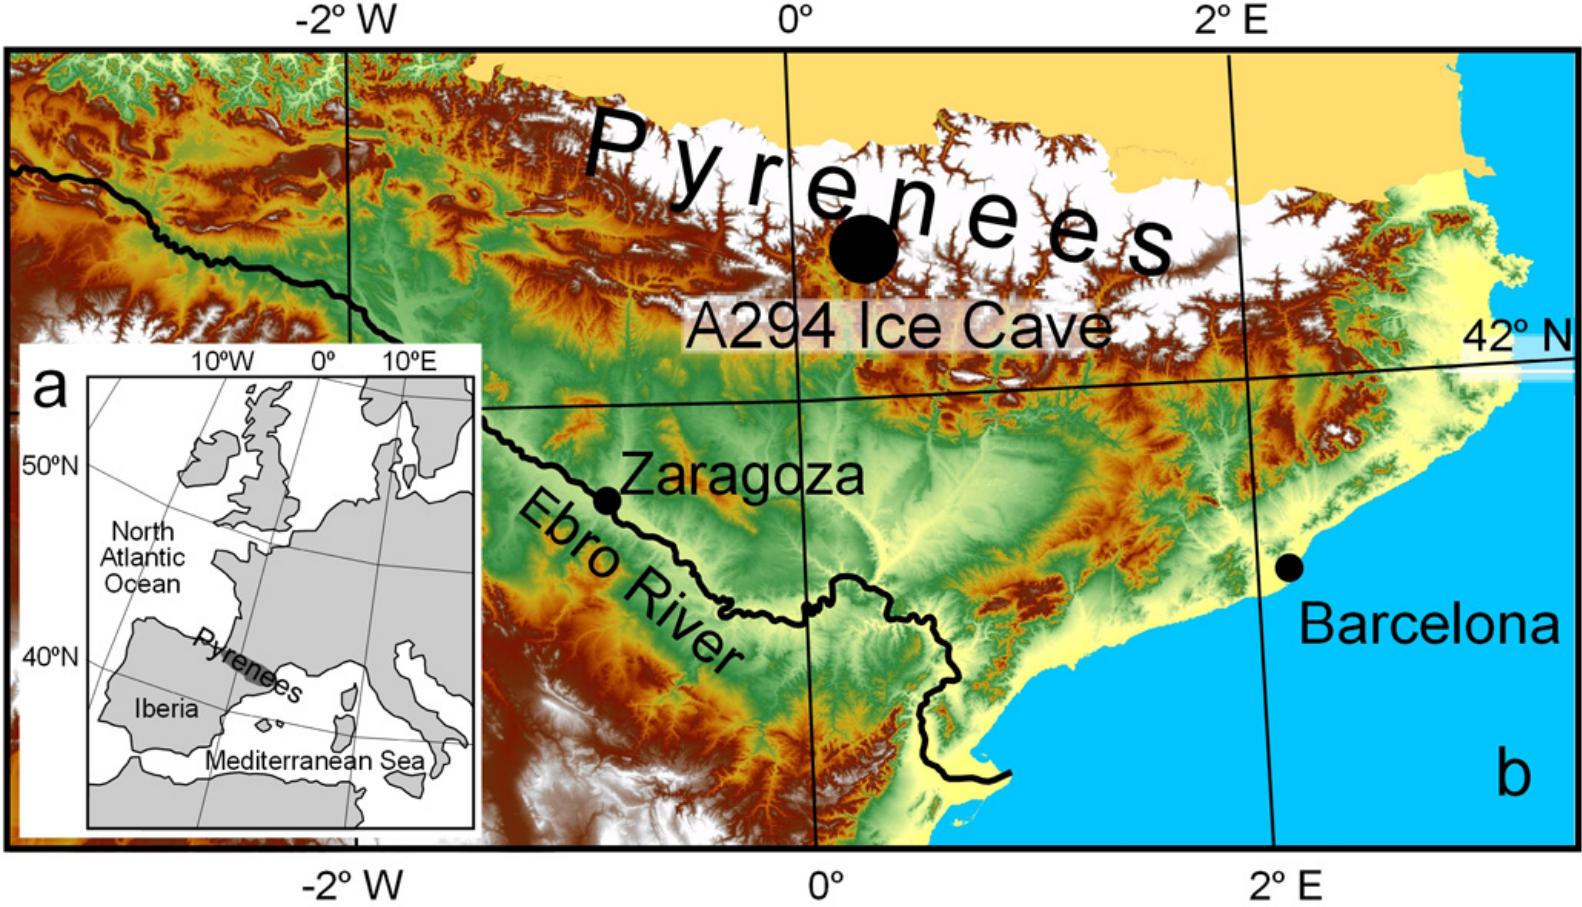 -2º W 0º 2º E
Pyrenees
A294 Ice Cave
42º N
a
10ºW 0º 10ºE
50ºN
Zaragoza
Ebro River
North
Atlantic
Ocean
Barcelona
40ºN
Pyrenees
Iberia
Mediterranean Sea
b
-2º W 0º 2º E